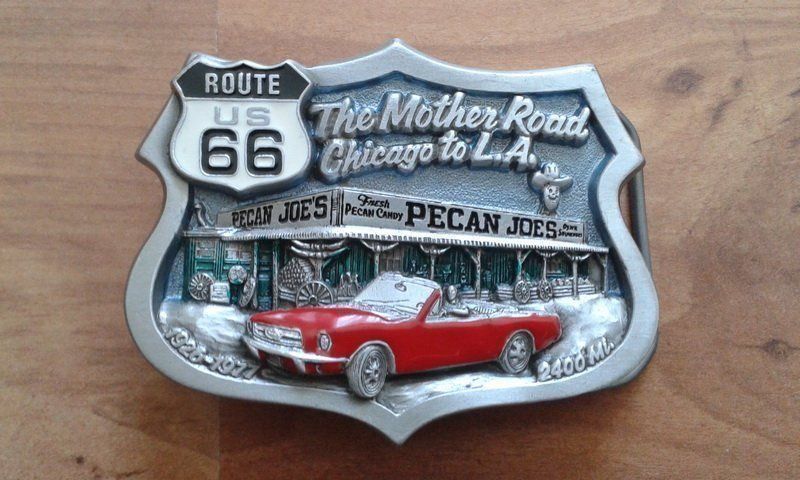 ROUTE
US
66
The Mother Road
Chicago to L.A.
PECAN JOE'S
Fresh
PECAN CANDY
PECAN JOES
1926-1977
2400 Mi.